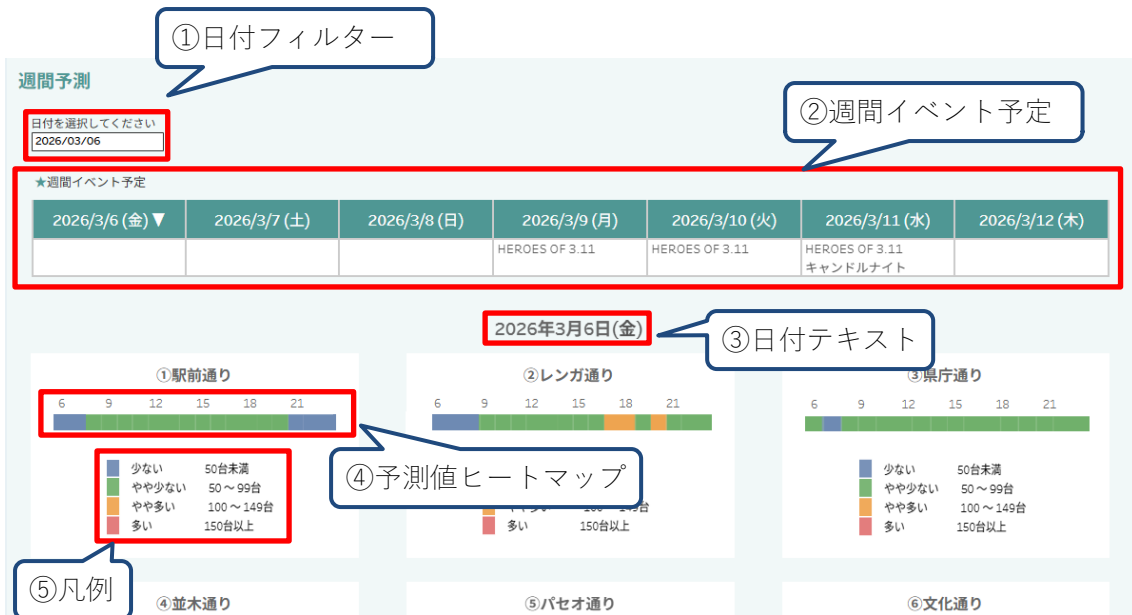 ①日付フィルター
週間予測
日付を選択してください
2026/03/06
②週間イベント予定
★週間イベント予定
2026/3/6 (金)▼ 2026/3/7 (土) 2026/3/8 (日) 2026/3/9 (月) 2026/3/10 (火) 2026/3/11 (水) 2026/3/12 (木)
HEROES OF 3.11 HEROES OF 3.11 HEROES OF 3.11
キャンドルナイト
2026年3月6日(金)
③日付テキスト
①駅前通り ②レンガ通り ③県庁通り
6 9 12 15 18 21 6 9 12 15 18 21 6 9 12 15 18 21
④予測値ヒートマップ
少ない 50台未満 少ない 50台未満
やや少ない 50～99台 やや少ない 50～99台
やや多い 100～149台 やや多い 100～149台
多い 150台以上 多い 150台以上 多い 150台以上
⑤凡例
④並木通り ⑤パセオ通り ⑥文化通り